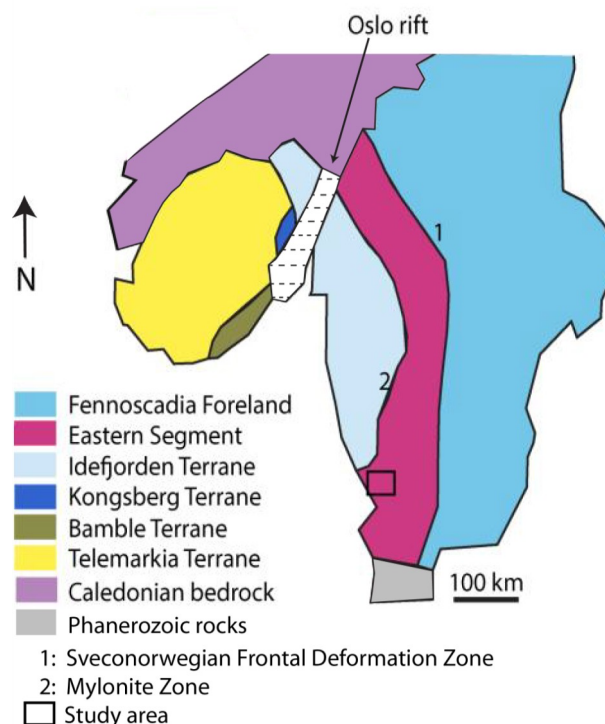 Oslo rift
N
1
2
Fennoscadia Foreland
Eastern Segment
Idefjorden Terrane
Kongsberg Terrane
Bamble Terrane
Telemarkia Terrane
Caledonian bedrock
100 km
Phanerozoic rocks
1: Sveconorwegian Frontal Deformation Zone
2: Mylonite Zone
Study area